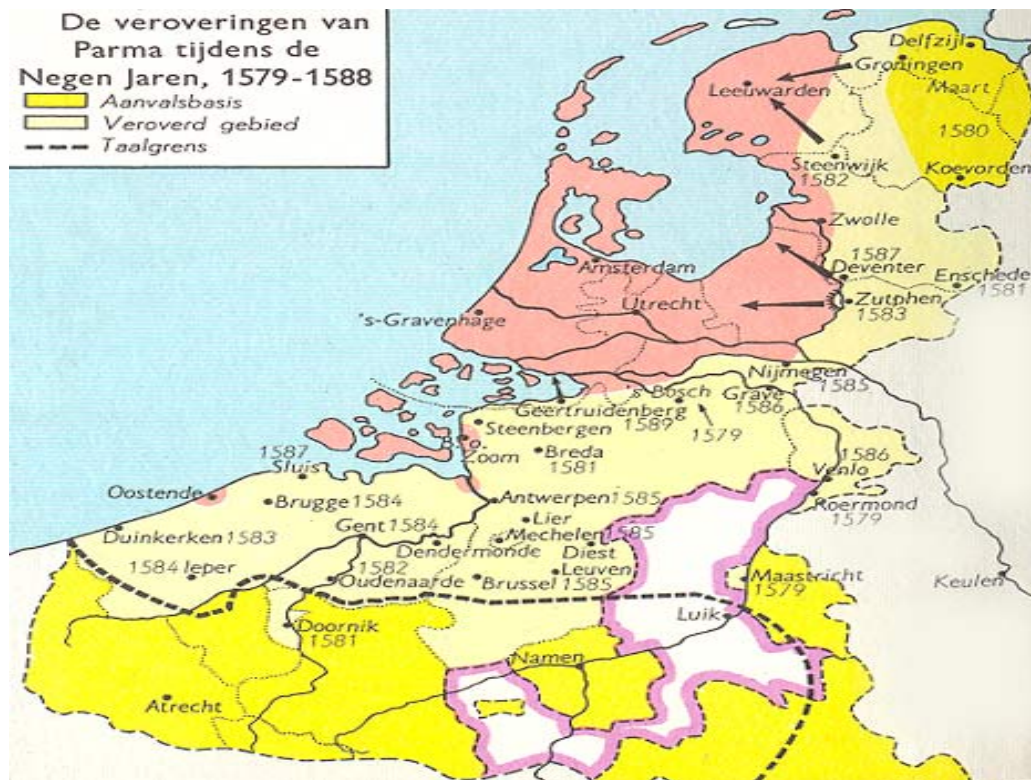 De veroveringen van
Parma tijdens de
Negen Jaren, 1579-1588
Aanvalsbasis
Veroverd gebied
Taalgrens
Delfzijl
Groningen
Maart
1580
Leeuwarden
Steenwijk
1582
Koevorden
Zwolle
1587
Deventer
Enschede
1581
Zutphen
1583
Amsterdam
Utrecht
's-Gravenhage
Nijmegen
1585
's Bosch
Grave
1586
Geertruidenberg
1589
1579
Steenbergen
B.o.
Zoom
Breda
1581
1586
Venlo
Roermond
1579
1587
Sluis
Oostende
Brugge 1584
Antwerpen 1585
Lier
Gent 1584
Mechelen 1585
Duinkerken 1583
Dendermonde
Diest
1584 Ieper
1582
Oudenaarde
Leuven
Brussel 1585
Maastricht
1579
Keulen
Luik
Doornik
1581
Namen
Atrecht